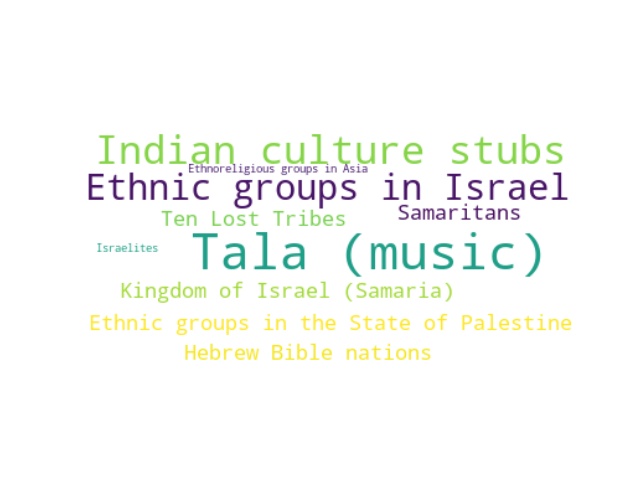 Indian culture stubs
Ethnoreligious groups in Asia
Ethnic groups in Israel
Ten Lost Tribes
Samaritans
Israelites
Tala (music)
Kingdom of Israel (Samaria)
Ethnic groups in the State of Palestine
Hebrew Bible nations